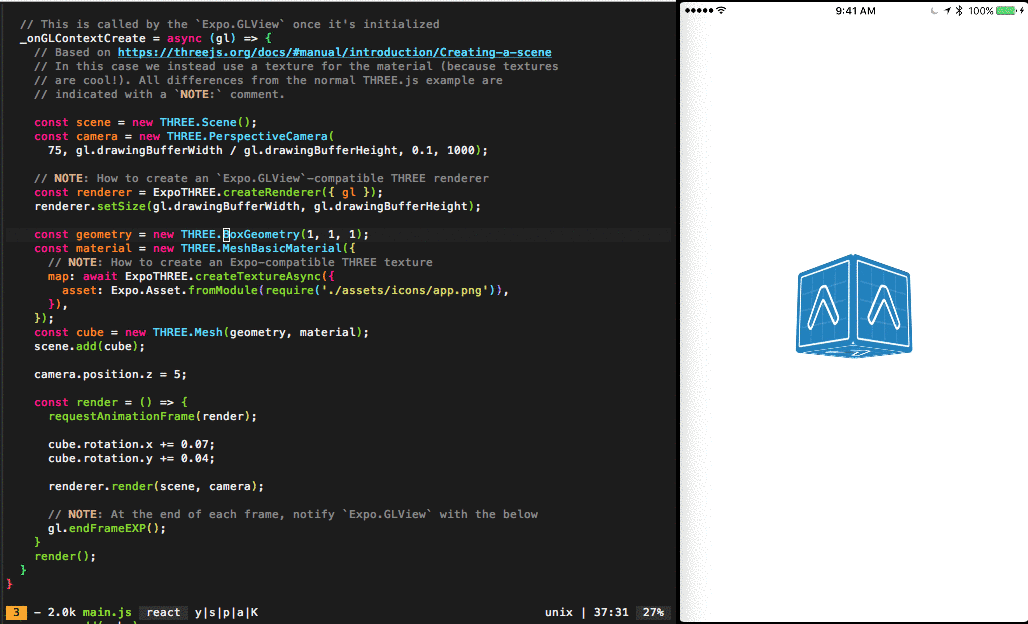 // This is called by the `Expo.GLView` once it's initialized
_onGLContextCreate = async (gl) => {
// Based on https://threejs.org/docs/#manual/introduction/Creating-a-scene
// In this case we instead use a texture for the material (because textures
// are cool!). All differences from the normal THREE.js example are
// indicated with a `NOTE:` comment.
const scene = new THREE.Scene();
const camera = new THREE.PerspectiveCamera(
75, gl.drawingBufferWidth / gl.drawingBufferHeight, 0.1, 1000);
// NOTE: How to create an `Expo.GLView`-compatible THREE renderer
const renderer = ExpoTHREE.createRenderer({ gl });
renderer.setSize(gl.drawingBufferWidth, gl.drawingBufferHeight);
const geometry = new THREE.BoxGeometry(1, 1, 1);
const material = new THREE.MeshBasicMaterial({
// NOTE: How to create an Expo-compatible THREE texture
map: await ExpoTHREE.createTextureAsync({
asset: Expo.Asset.fromModule(require('./assets/icons/app.png')),
}),
});
const cube = new THREE.Mesh(geometry, material);
scene.add(cube);
camera.position.z = 5;
const render = () => {
requestAnimationFrame(render);
cube.rotation.x += 0.07;
cube.rotation.y += 0.04;
renderer.render(scene, camera);
// NOTE: At the end of each frame, notify `Expo.GLView` with the below
gl.endFrameEXP();
}
render();
}
}
3 - 2.0k main.js react y|s|p|a|K unix | 37:31 27%
9:41 AM 100%